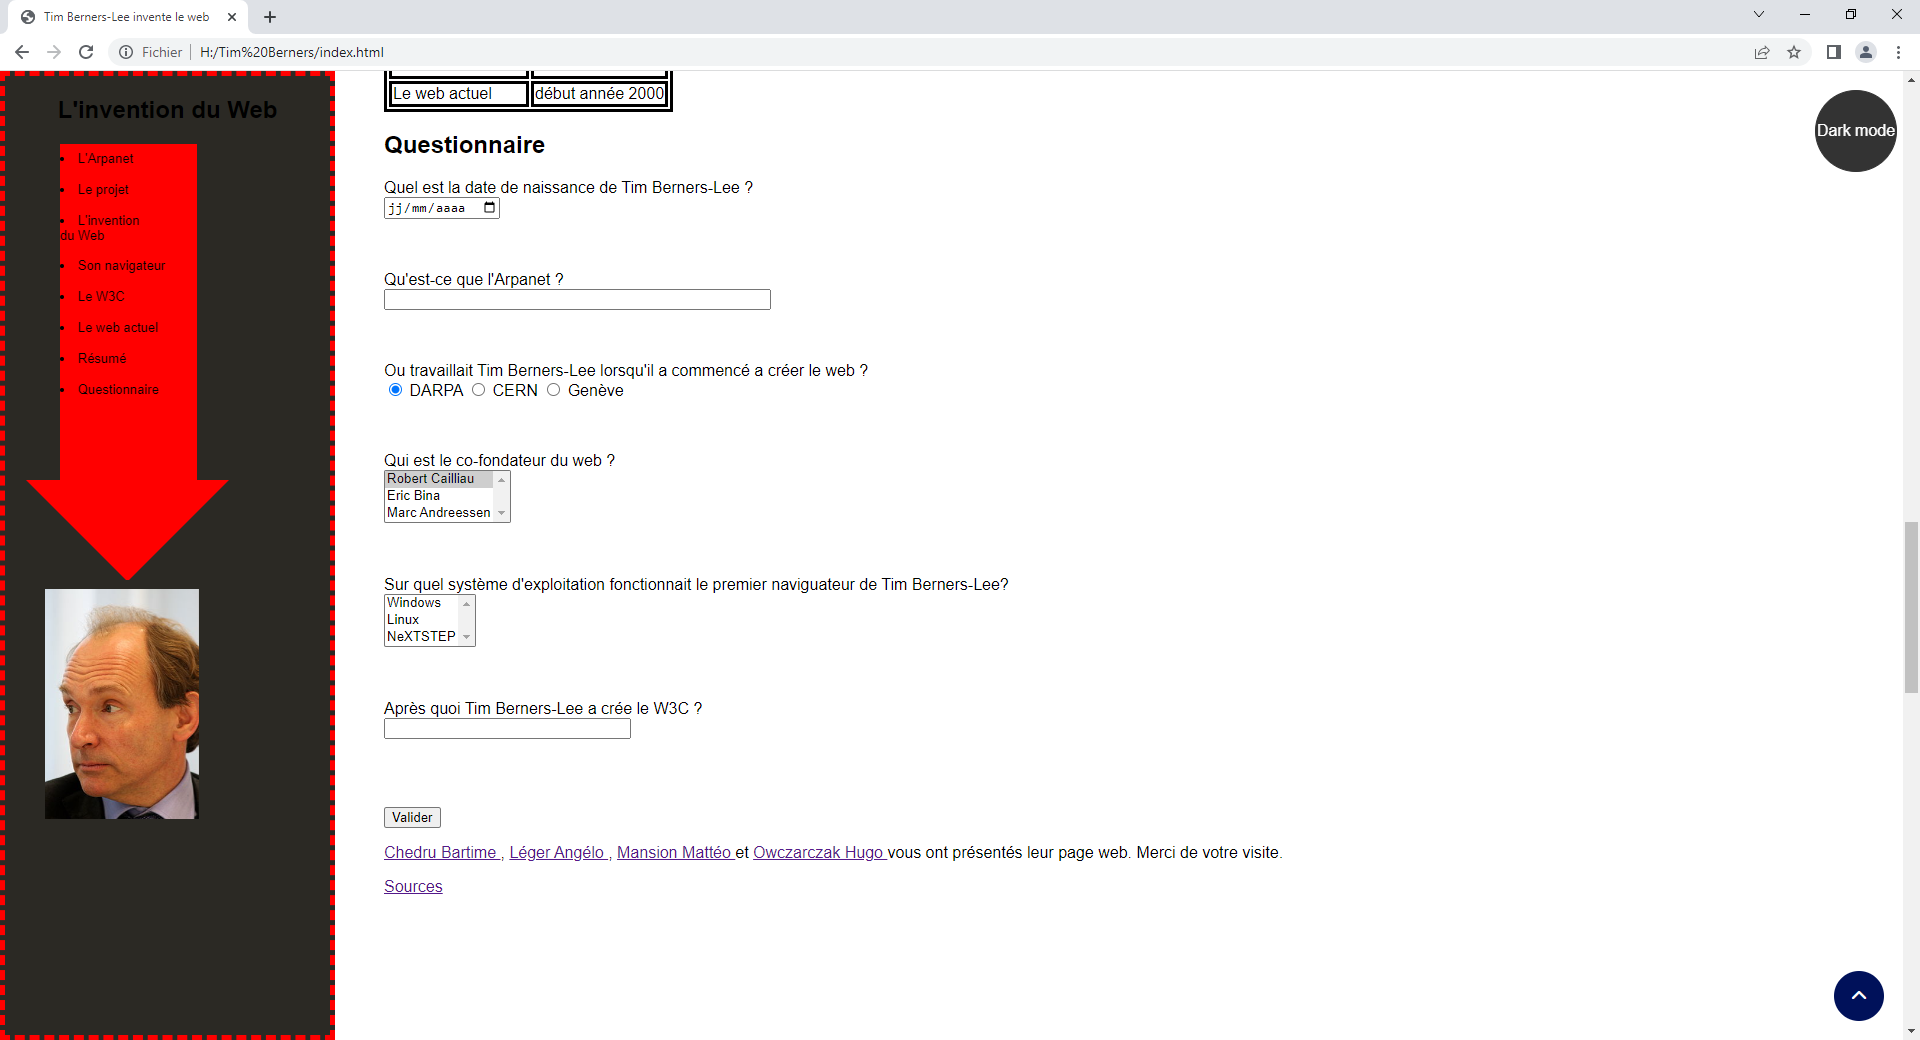 Tim Berners-Lee invente le web
Fichier
H:/Tim%20Berners/index.html
L'invention du Web
L'Arpanet
Le projet
L'invention
du Web
Son navigateur
Le W3C
Le web actuel
Résumé
Questionnaire
Le web actuel début année 2000
Dark mode
Questionnaire
Quel est la date de naissance de Tim Berners-Lee ?
jj/mm/aaaa
Qu'est-ce que l'Arpanet ?
Ou travaillait Tim Berners-Lee lorsqu'il a commencé a créer le web ?
DARPA CERN Genève
Qui est le co-fondateur du web ?
Robert Cailliau
Eric Bina
Marc Andreessen
Sur quel système d'exploitation fonctionnait le premier naviguateur de Tim Berners-Lee?
Windows
Linux
NeXTSTEP
Après quoi Tim Berners-Lee a crée le W3C ?
Valider
Chedru Bartime , Léger Angélo , Mansion Mattéo et Owczarczak Hugo vous ont présentés leur page web. Merci de votre visite.
Sources